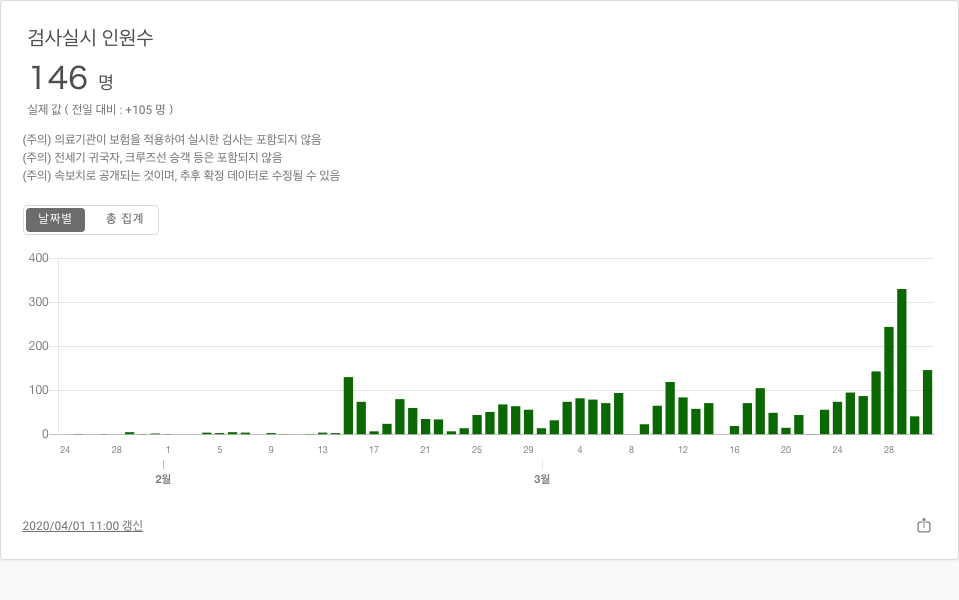 검사실시 인원수
146 명
실제 값 ( 전일 대비 : +105 명 )
(주의) 의료기관이 보험을 적용하여 실시한 검사는 포함되지 않음
(주의) 전세기 귀국자, 크루즈선 승객 등은 포함되지 않음
(주의) 속보치로 공개되는 것이며, 추후 확정 데이터로 수정될 수 있음
날짜별 총 집계
400
300
200
100
0
24 28 1 5 9 13 17 21 25 29 4 8 12 16 20 24 28
2월 3월
2020/04/01 11:00 갱신